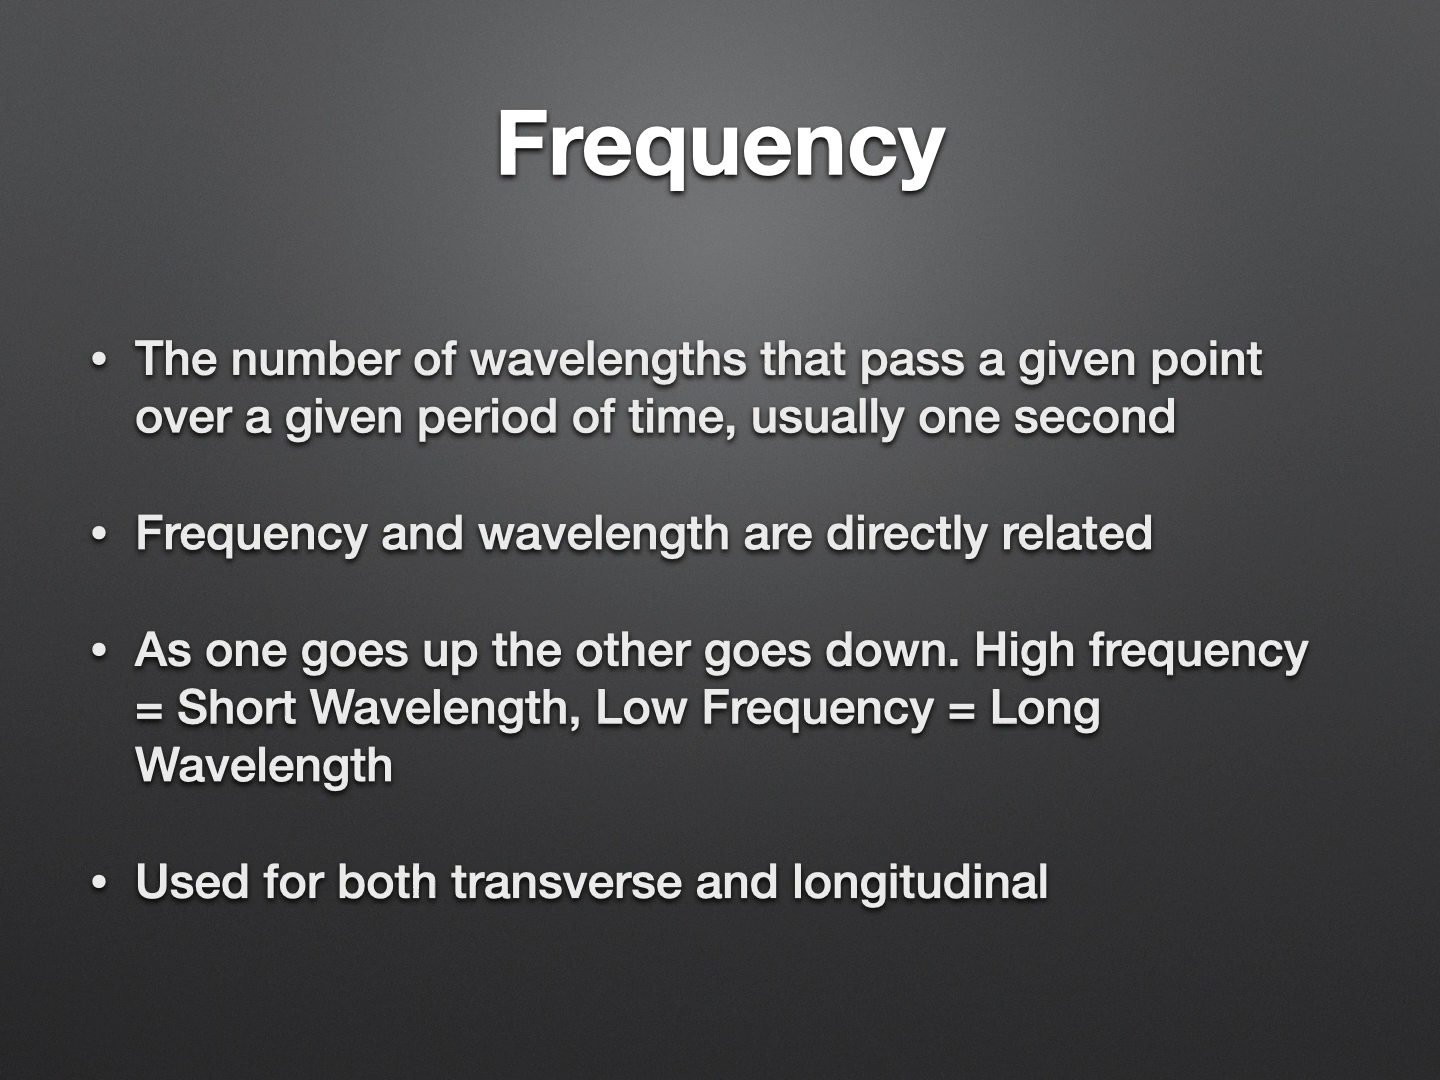 Frequency
• The number of wavelengths that pass a given point
over a given period of time, usually one second
• Frequency and wavelength are directly related
• As one goes up the other goes down. High frequency
= Short Wavelength, Low Frequency = Long
Wavelength
• Used for both transverse and longitudinal